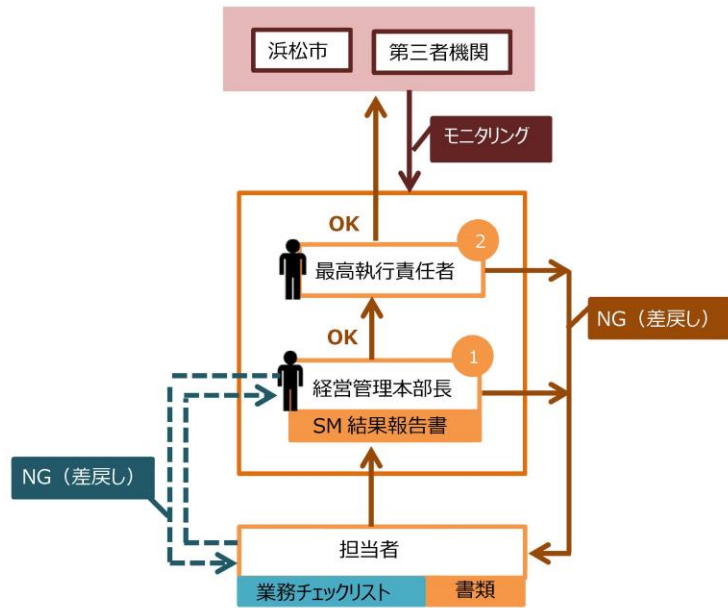 浜松市
第三者機関
モニタリング
OK
2
最高執行責任者
NG（差戻し）
OK
1
経営管理本部長
SM 結果報告書
NG（差戻し）
担当者
業務チェックリスト
書類